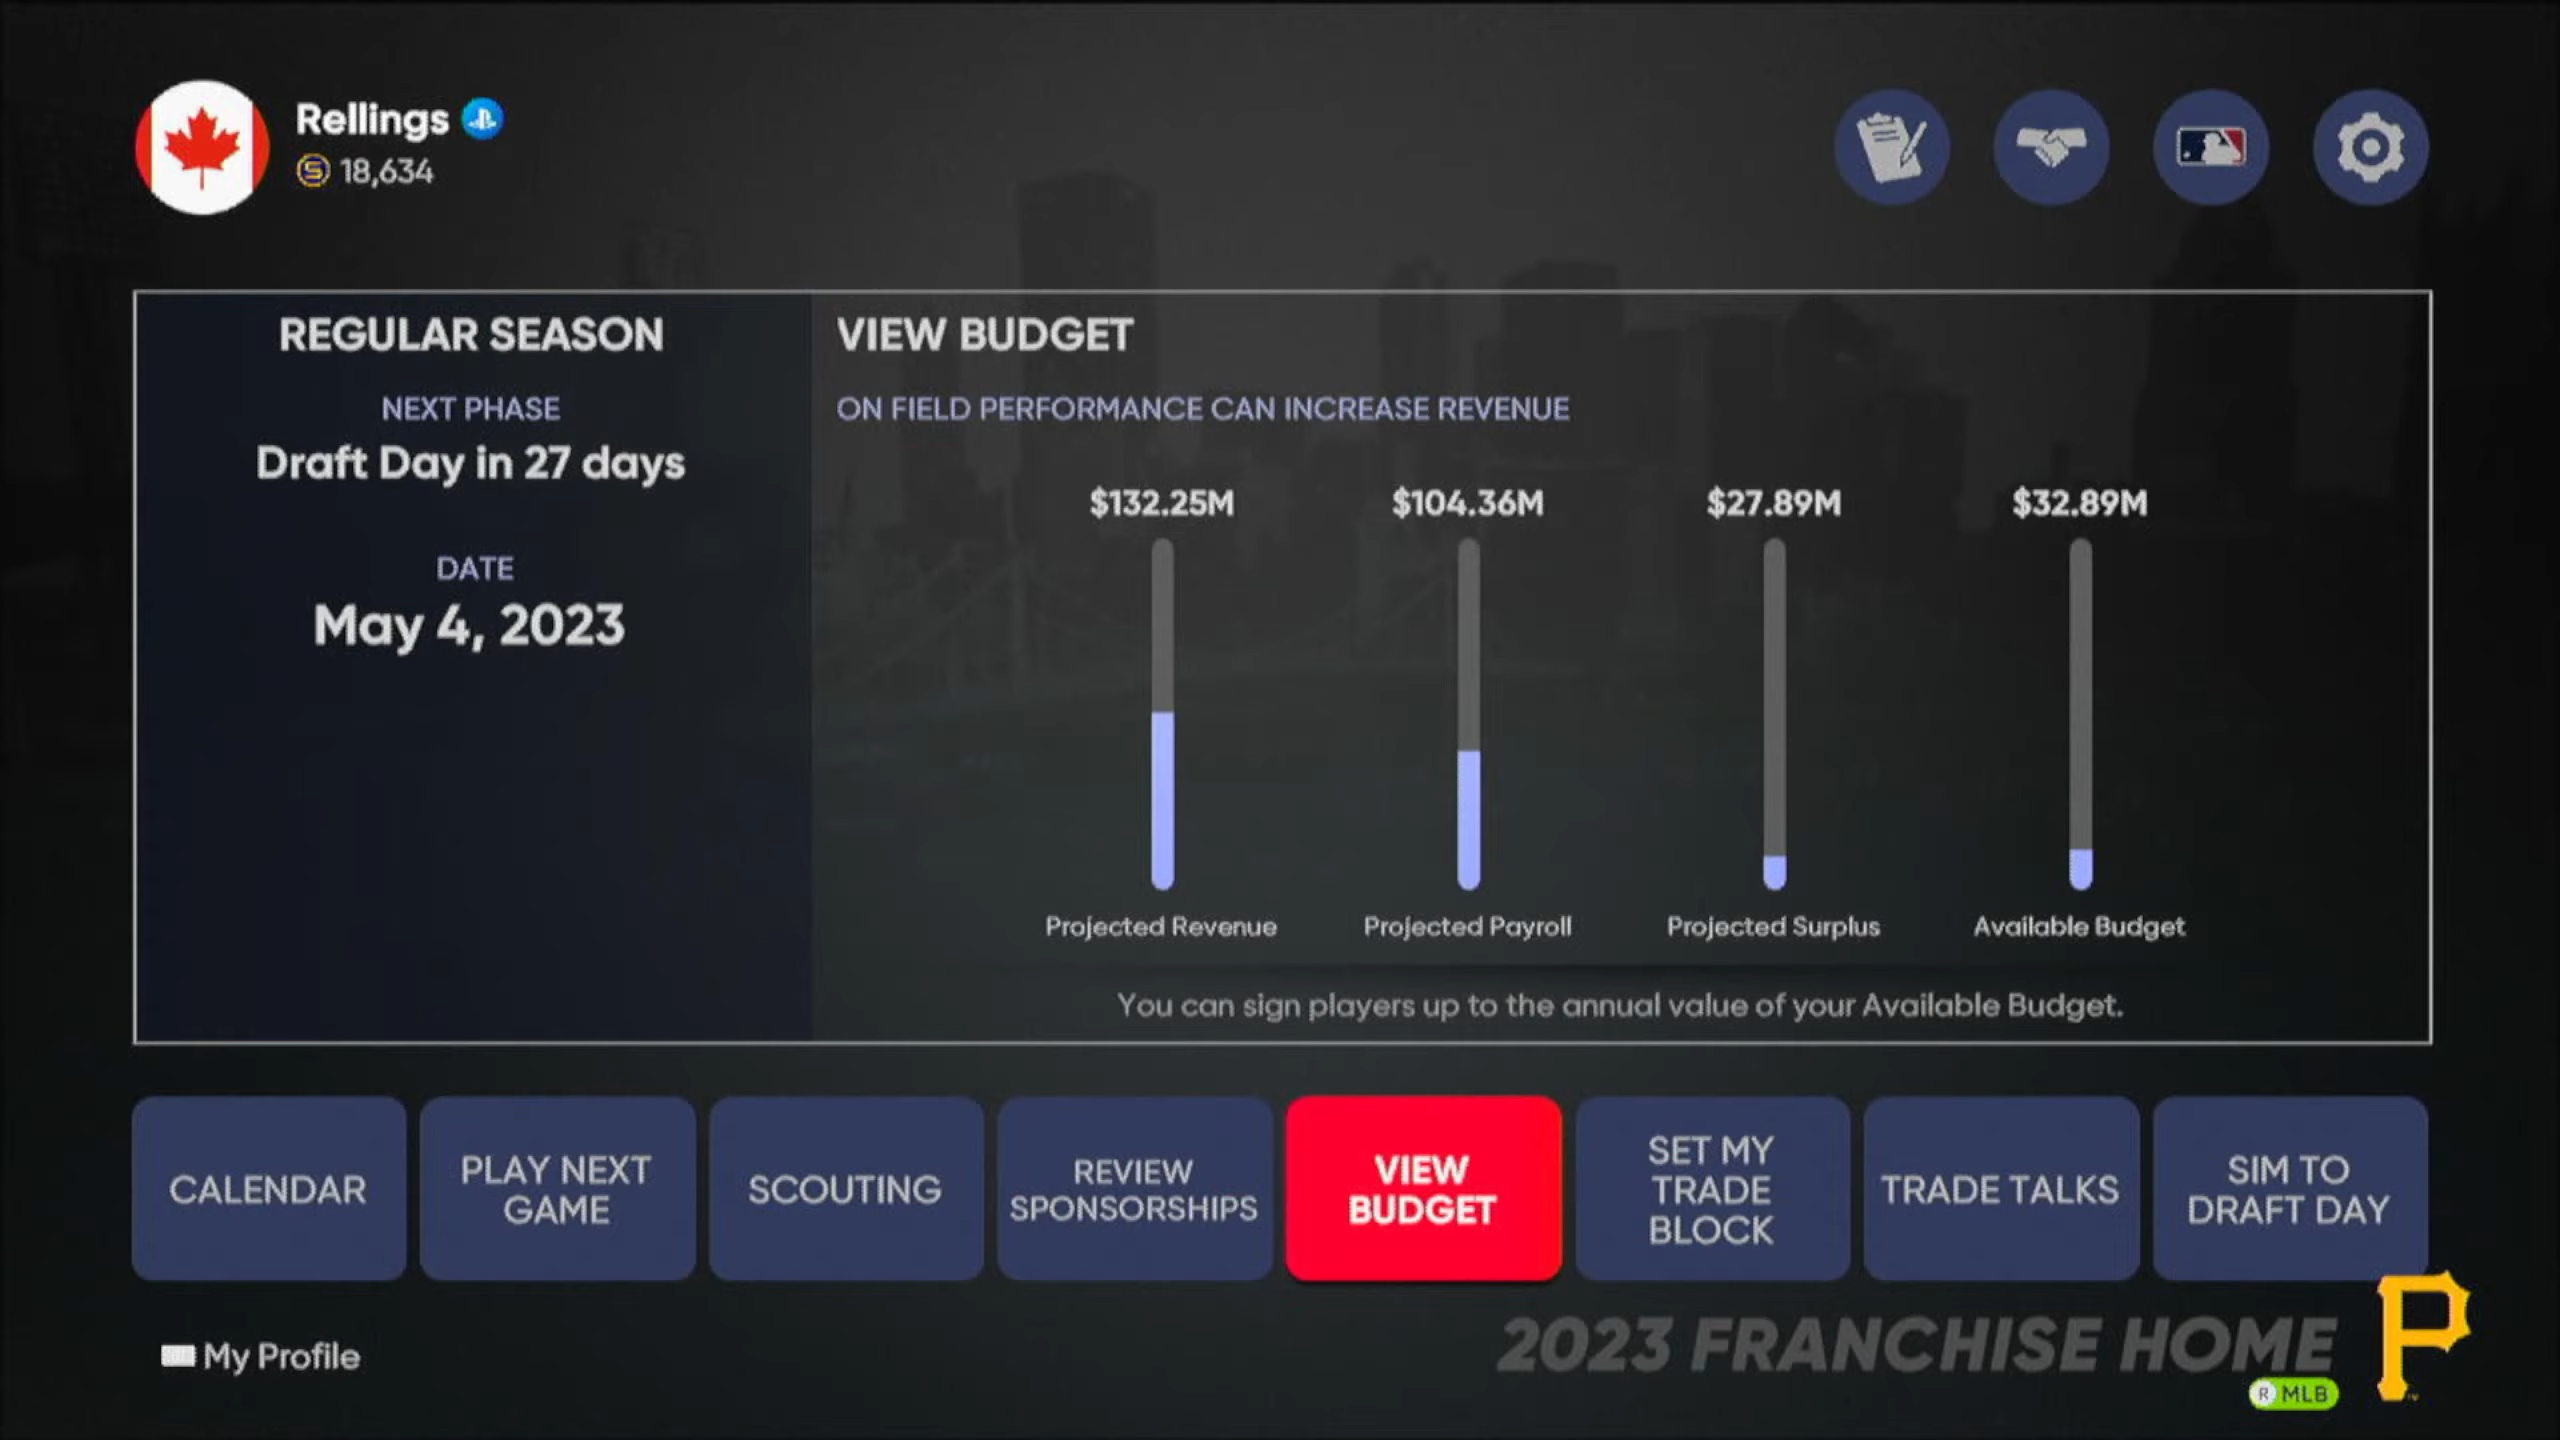 Rellings
S 18,634
REGULAR SEASON
NEXT PHASE
Draft Day in 27 days
DATE
May 4, 2023
VIEW BUDGET
ON FIELD PERFORMANCE CAN INCREASE REVENUE
$132.25M
$104.36M
$27.89M
$32.89M
Projected Revenue
Projected Payroll
Projected Surplus
Available Budget
You can sign players up to the annual value of your Available Budget.
CALENDAR
PLAY NEXT
GAME
SCOUTING
REVIEW
SPONSORSHIPS
VIEW
BUDGET
SET MY
TRADE
BLOCK
TRADE TALKS
SIM TO
DRAFT DAY
My Profile
2023 FRANCHISE HOME
R MLB
P